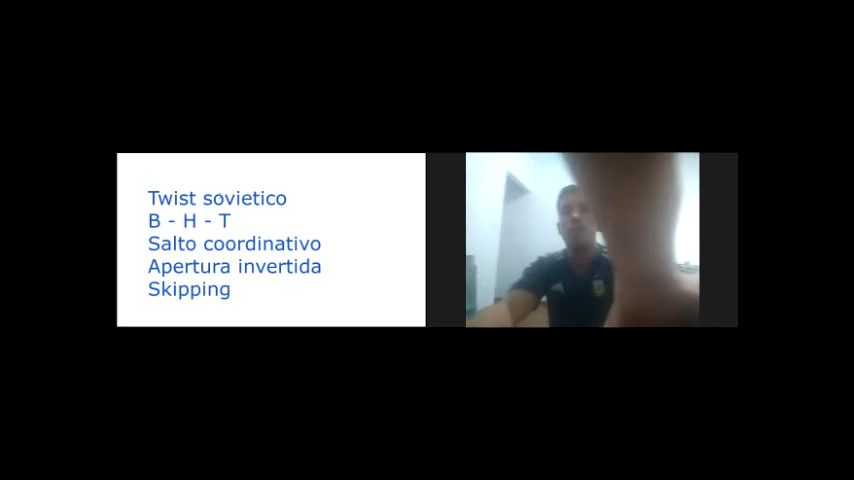 Twist sovietico
B - H - T
Salto coordinativo
Apertura invertida
Skipping